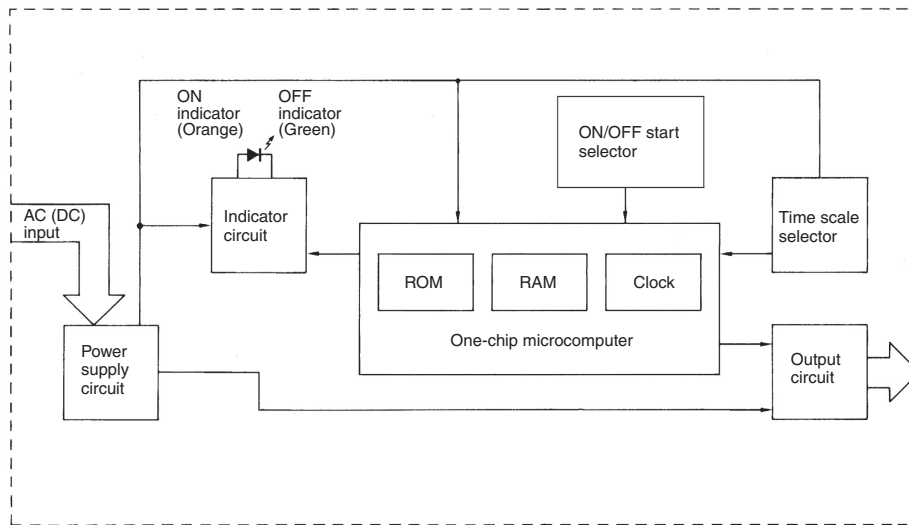 ON
indicator
(Orange)
OFF
indicator
(Green)
ON/OFF start
selector
AC (DC)
input
Indicator
circuit
Time scale
selector
ROM
RAM
Clock
One-chip microcomputer
Power
supply
circuit
Output
circuit